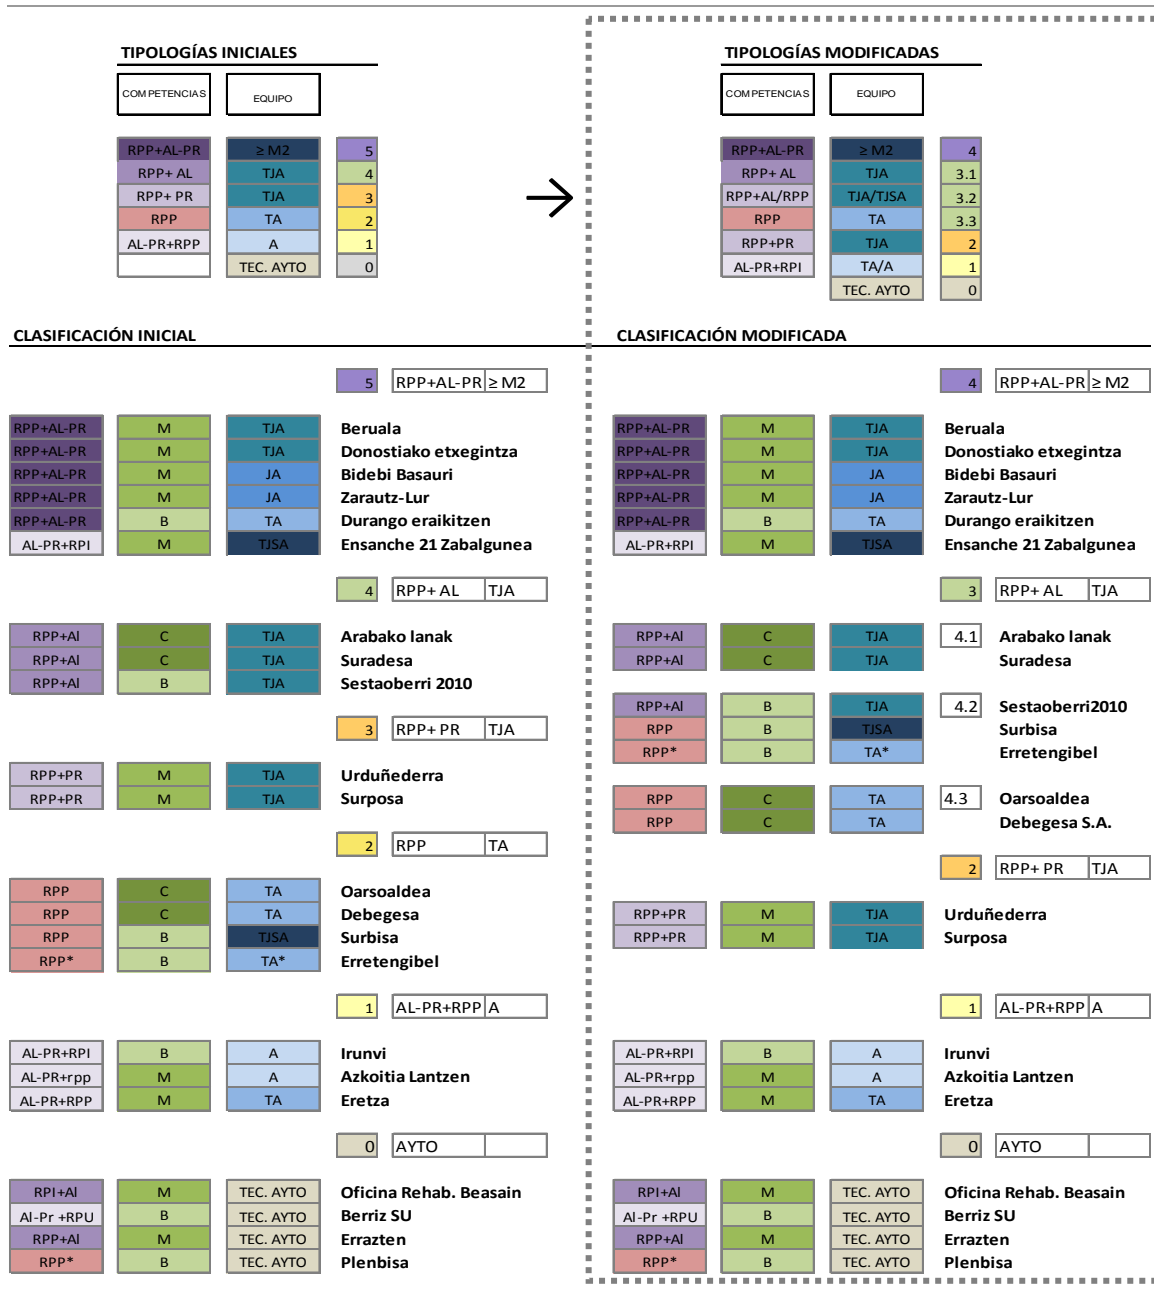 TIPOLOGÍAS INICIALES
COMPETENCIAS EQUIPO
RPP+AL-PR ≥ M2 5
RPP+ AL TJA 4
RPP+ PR TJA 3
RPP TA 2
AL-PR+RPP A 1
TEC. AYTO 0
TIPOLOGÍAS MODIFICADAS
COMPETENCIAS EQUIPO
RPP+AL-PR ≥ M2 4
RPP+ AL TJA 3.1
RPP+AL/RPP TJA/TJSA 3.2
RPP TA 3.3
RPP+PR TJA 2
AL-PR+RPI TA/A 1
TEC. AYTO 0
CLASIFICACIÓN INICIAL
5 RPP+AL-PR ≥ M2
RPP+AL-PR M TJA Beruala
RPP+AL-PR M TJA Donostiako etxegintza
RPP+AL-PR M JA Bidebi Basauri
RPP+AL-PR M JA Zarautz-Lur
RPP+AL-PR B TA Durango eraikitzen
AL-PR+RPI M TJSA Ensanche 21 Zabalgunea
4 RPP+ AL TJA
RPP+Al C TJA Arabako lanak
RPP+Al C TJA Suradesa
RPP+Al B TJA Sestaoberri 2010
3 RPP+ PR TJA
RPP+PR M TJA Urduñederra
RPP+PR M TJA Surposa
2 RPP TA
RPP C TA Oarsoaldea
RPP C TA Debegesa
RPP B TJSA Surbisa
RPP* B TA* Erretengibel
1 AL-PR+RPP A
AL-PR+RPI B A Irunvi
AL-PR+rpp M A Azkoitia Lantzen
AL-PR+RPP M TA Eretza
0 AYTO
RPI+Al M TEC. AYTO Oficina Rehab. Beasain
Al-Pr +RPU B TEC. AYTO Berriz SU
RPP+Al M TEC. AYTO Errazten
RPP* B TEC. AYTO Plenbisa
CLASIFICACIÓN MODIFICADA
4 RPP+AL-PR ≥ M2
RPP+AL-PR M TJA Beruala
RPP+AL-PR M TJA Donostiako etxegintza
RPP+AL-PR M JA Bidebi Basauri
RPP+AL-PR M JA Zarautz-Lur
RPP+AL-PR B TA Durango eraikitzen
AL-PR+RPI M TJSA Ensanche 21 Zabalgunea
3 RPP+ AL TJA
RPP+Al C TJA 4.1 Arabako lanak
RPP+Al C TJA Suradesa
RPP+Al B TJA 4.2 Sestaoberri2010
RPP B TJSA Surbisa
RPP* B TA* Erretengibel
RPP C TA 4.3 Oarsoaldea
RPP C TA Debegesa S.A.
2 RPP+ PR TJA
RPP+PR M TJA Urduñederra
RPP+PR M TJA Surposa
1 AL-PR+RPP A
AL-PR+RPI B A Irunvi
AL-PR+rpp M A Azkoitia Lantzen
AL-PR+RPP M TA Eretza
0 AYTO
RPI+Al M TEC. AYTO Oficina Rehab. Beasain
Al-Pr +RPU B TEC. AYTO Berriz SU
RPP+Al M TEC. AYTO Errazten
RPP* B TEC. AYTO Plenbisa